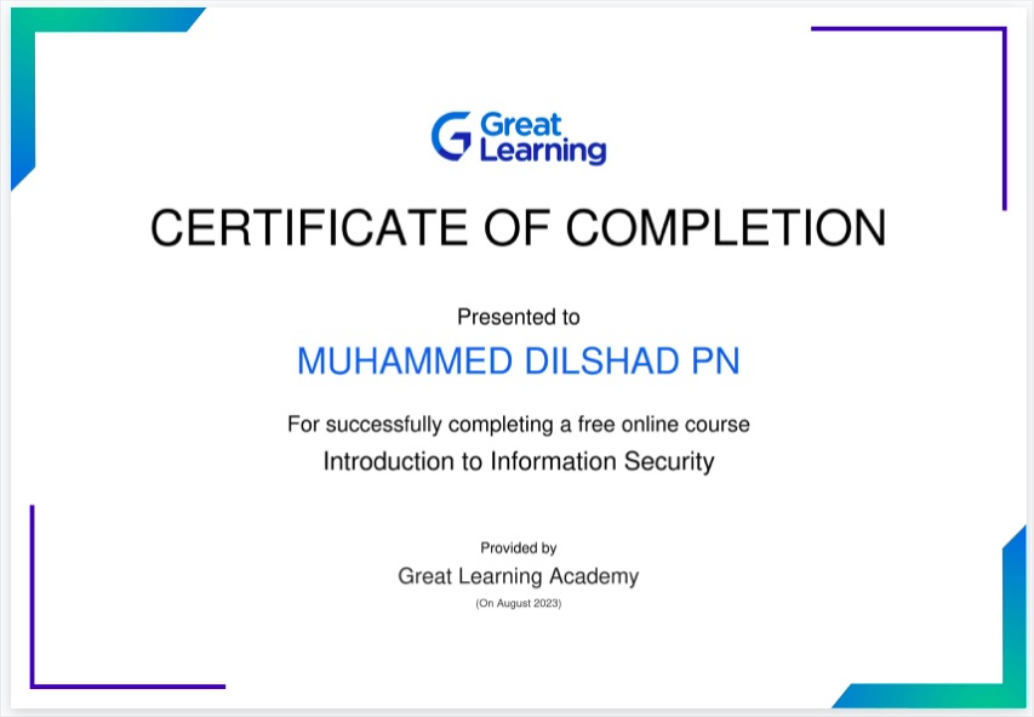 Great
Learning
CERTIFICATE OF COMPLETION
Presented to
MUHAMMED DILSHAD PN
For successfully completing a free online course
Introduction to Information Security
Provided by
Great Learning Academy
(On August 2023)